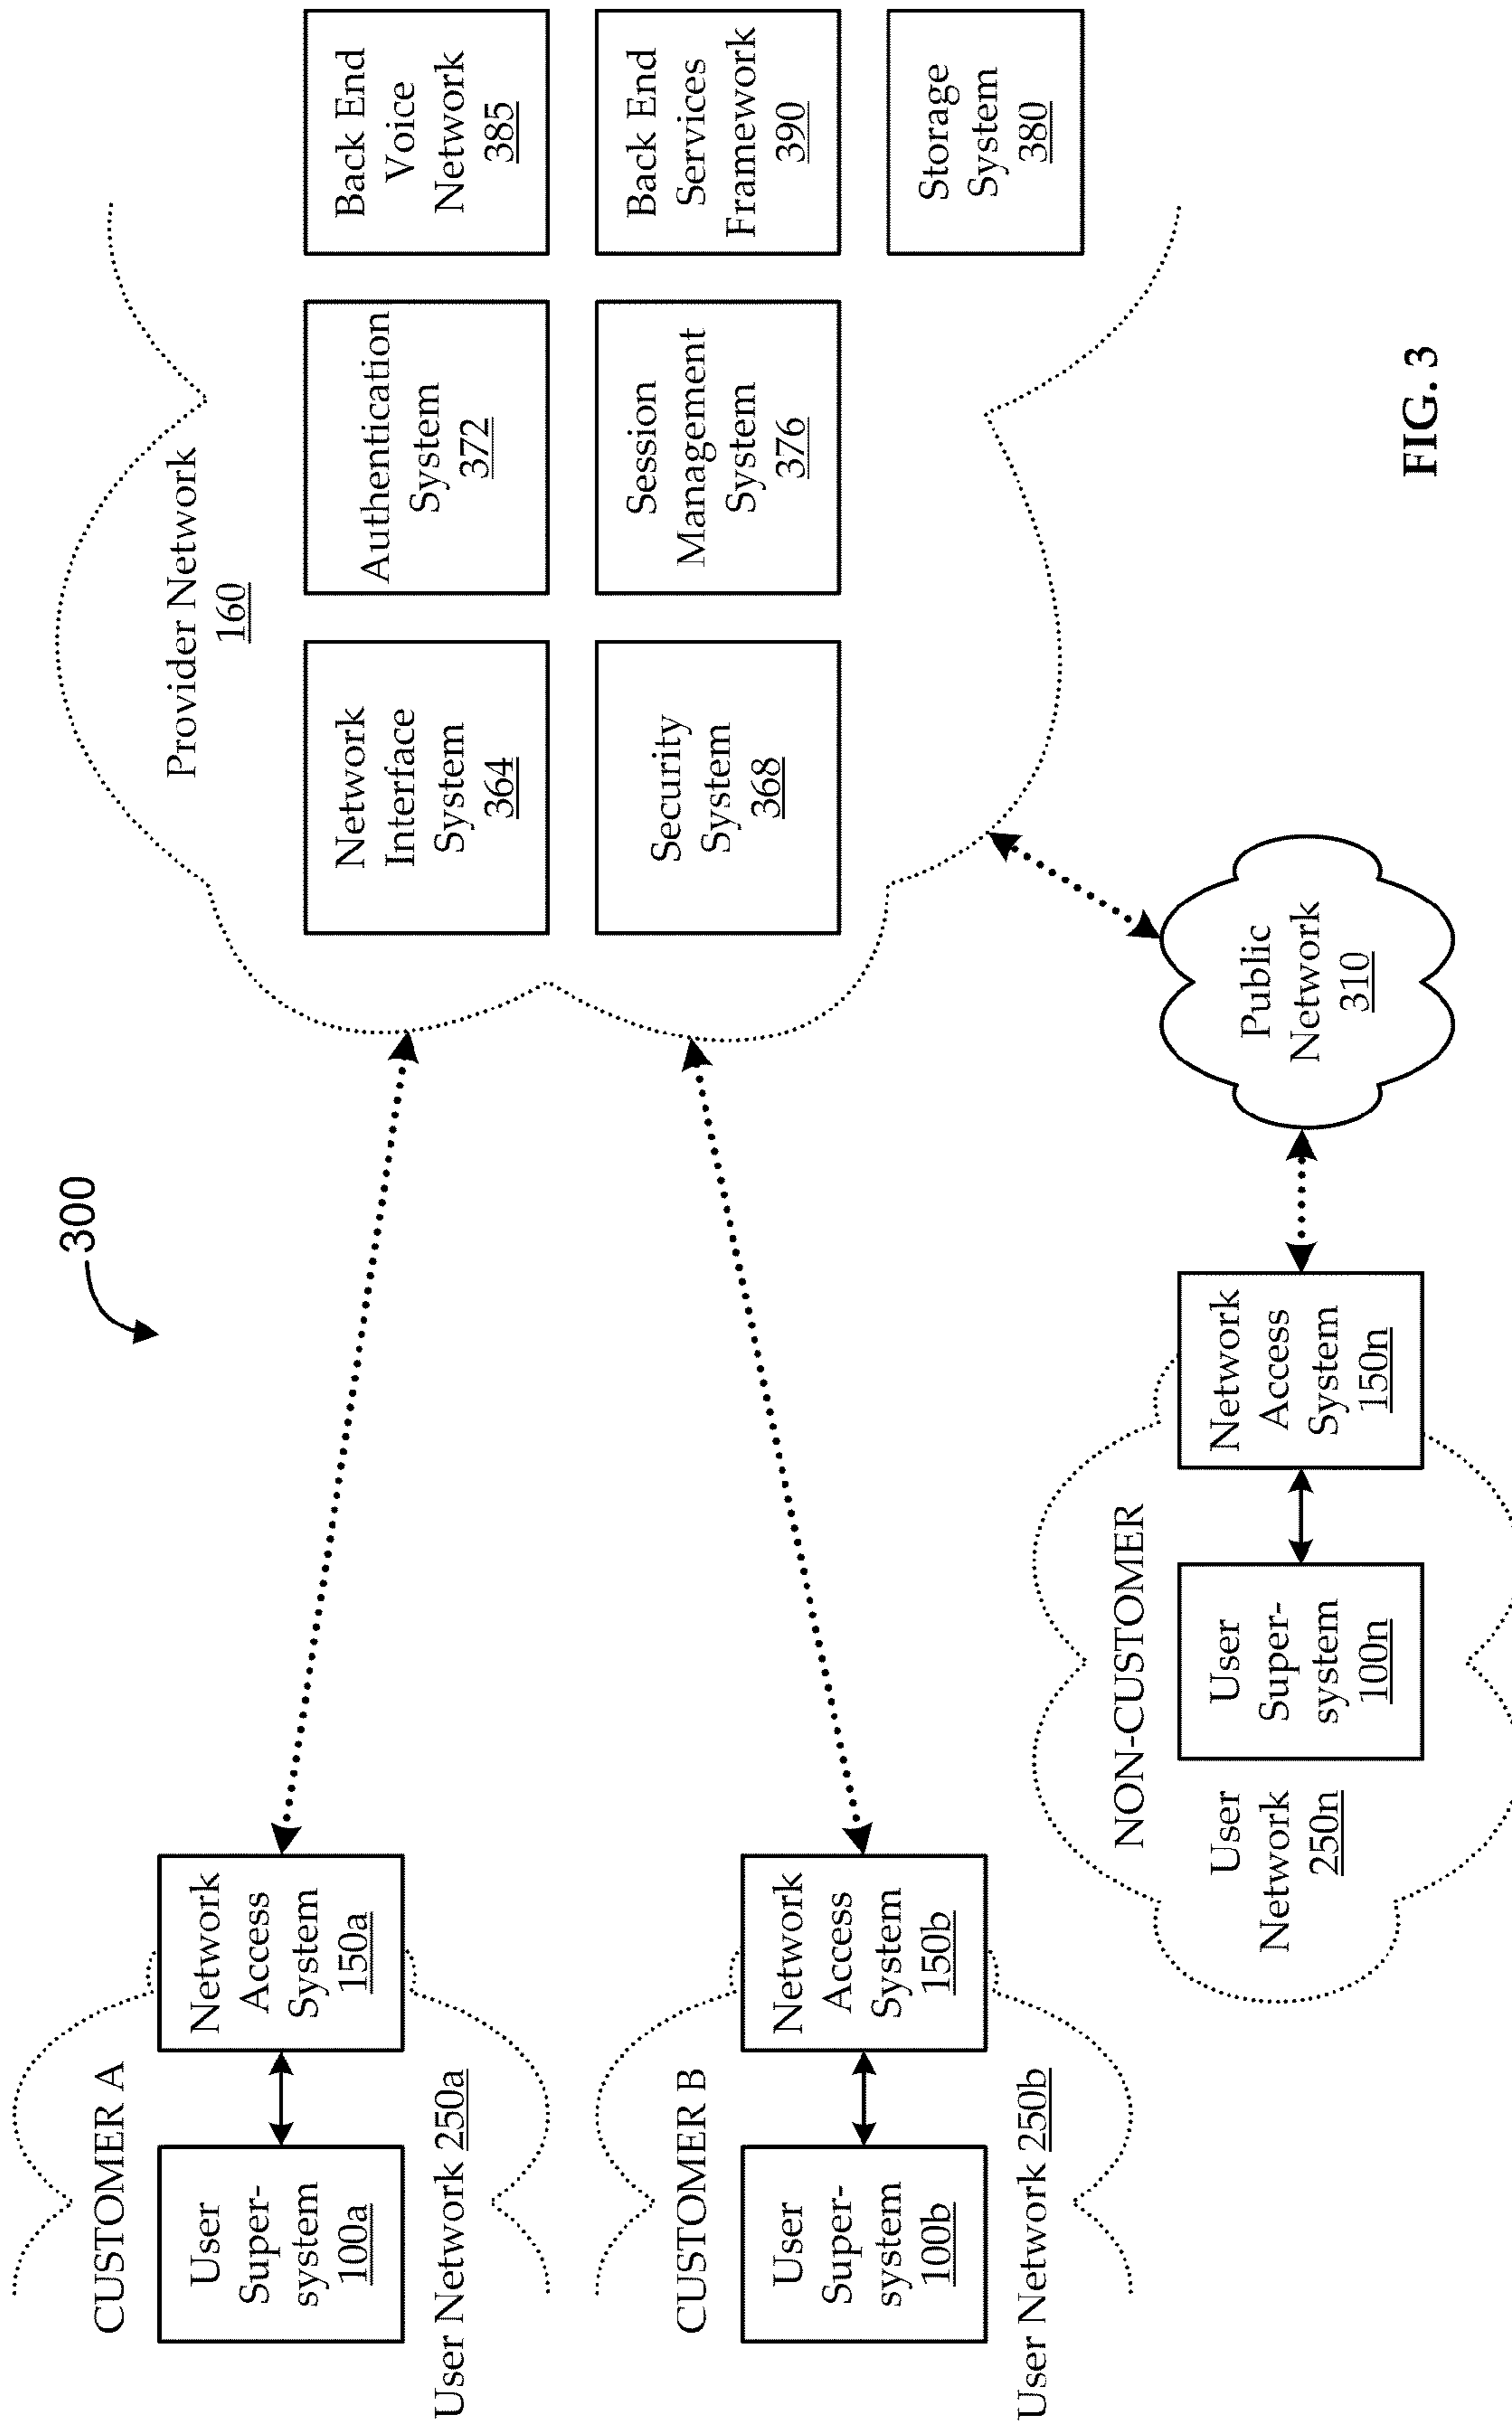 300
CUSTOMER A
User
Super-
system
100a
Network
Access
System
150a
User Network 250a
CUSTOMER B
User
Super-
system
100b
Network
Access
System
150b
User Network 250b
NON-CUSTOMER
User
Network
250n
User
Super-
system
100n
Network
Access
System
150n
Public
Network
310
Provider Network
160
Network
Interface
System
364
Authentication
System
372
Back End
Voice
Network
385
Security
System
368
Session
Management
System
376
Back End
Services
Framework
390
Storage
System
380
FIG. 3